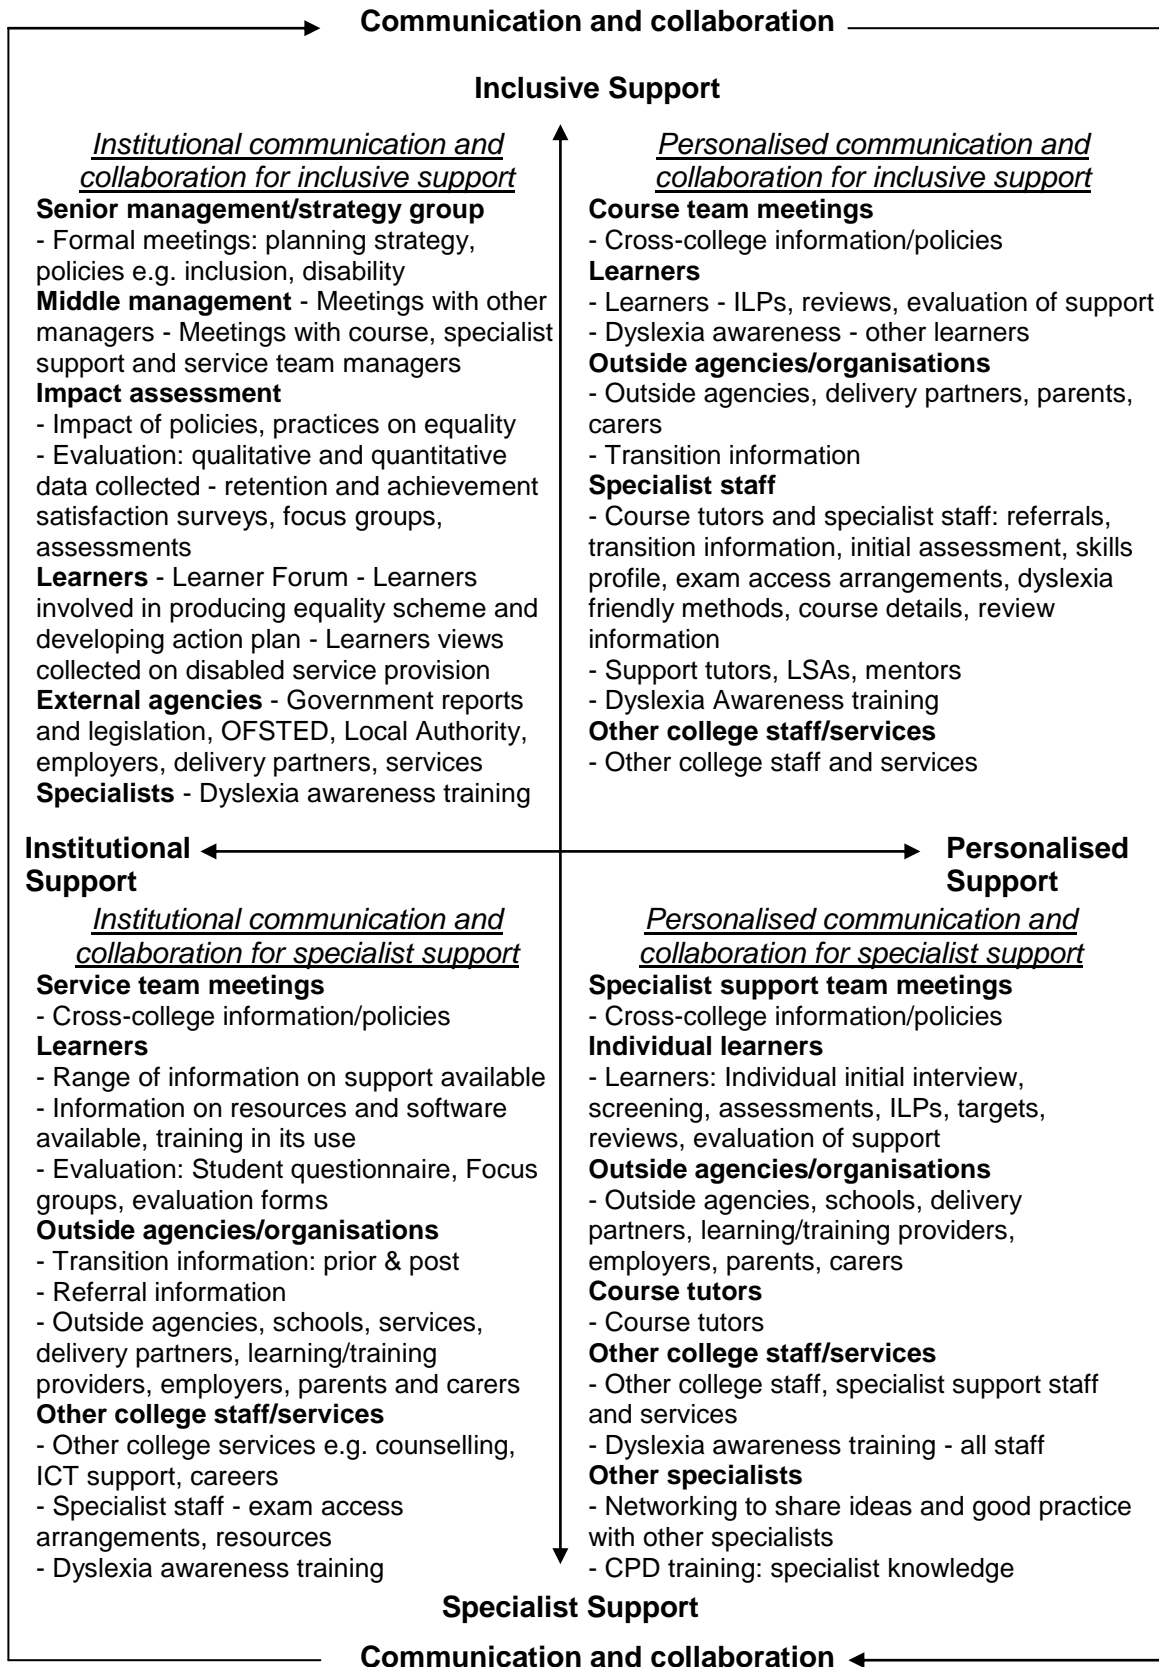 Communication and collaboration
Inclusive Support
Institutional communication and
collaboration for inclusive support
Senior management/strategy group
- Formal meetings: planning strategy,
policies e.g. inclusion, disability
Middle management - Meetings with other
managers - Meetings with course, specialist
support and service team managers
Impact assessment
- Impact of policies, practices on equality
- Evaluation: qualitative and quantitative
data collected - retention and achievement
satisfaction surveys, focus groups,
assessments
Learners - Learner Forum - Learners
involved in producing equality scheme and
developing action plan - Learners views
collected on disabled service provision
External agencies - Government reports
and legislation, OFSTED, Local Authority,
employers, delivery partners, services
Specialists - Dyslexia awareness training
Personalised communication and
collaboration for inclusive support
Course team meetings
- Cross-college information/policies
Learners
- Learners - ILPs, reviews, evaluation of support
- Dyslexia awareness - other learners
Outside agencies/organisations
- Outside agencies, delivery partners, parents,
carers
- Transition information
Specialist staff
- Course tutors and specialist staff: referrals,
transition information, initial assessment, skills
profile, exam access arrangements, dyslexia
friendly methods, course details, review
information
- Support tutors, LSAs, mentors
- Dyslexia Awareness training
Other college staff/services
- Other college staff and services
Institutional
Support
Personalised
Support
Institutional communication and
collaboration for specialist support
Service team meetings
- Cross-college information/policies
Learners
- Range of information on support available
- Information on resources and software
available, training in its use
- Evaluation: Student questionnaire, Focus
groups, evaluation forms
Outside agencies/organisations
- Transition information: prior & post
- Referral information
- Outside agencies, schools, services,
delivery partners, learning/training
providers, employers, parents and carers
Other college staff/services
- Other college services e.g. counselling,
ICT support, careers
- Specialist staff - exam access
arrangements, resources
- Dyslexia awareness training
Personalised communication and
collaboration for specialist support
Specialist support team meetings
- Cross-college information/policies
Individual learners
- Learners: Individual initial interview,
screening, assessments, ILPs, targets,
reviews, evaluation of support
Outside agencies/organisations
- Outside agencies, schools, delivery
partners, learning/training providers,
employers, parents, carers
Course tutors
- Course tutors
Other college staff/services
- Other college staff, specialist support staff
and services
- Dyslexia awareness training - all staff
Other specialists
- Networking to share ideas and good practice
with other specialists
- CPD training: specialist knowledge
Specialist Support
Communication and collaboration